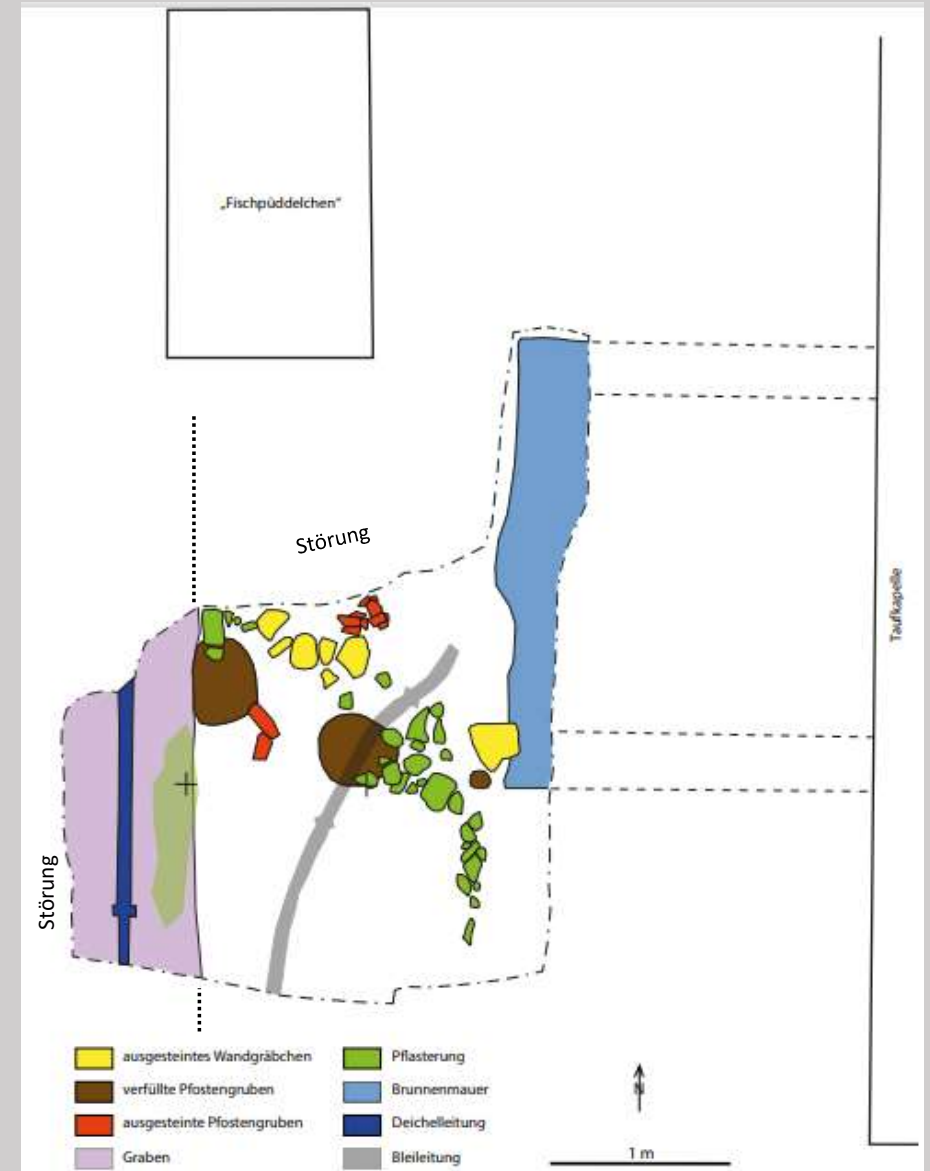 „Fischpüddelchen“
Störung
Taufkapelle
Störung
ausgesteintes Wandgräbchen
verfüllte Pfostengruben
ausgesteinte Pfostengruben
Graben
Pflasterung
Brunnenmauer
Deichelleitung
Bleileitung
N
1 m